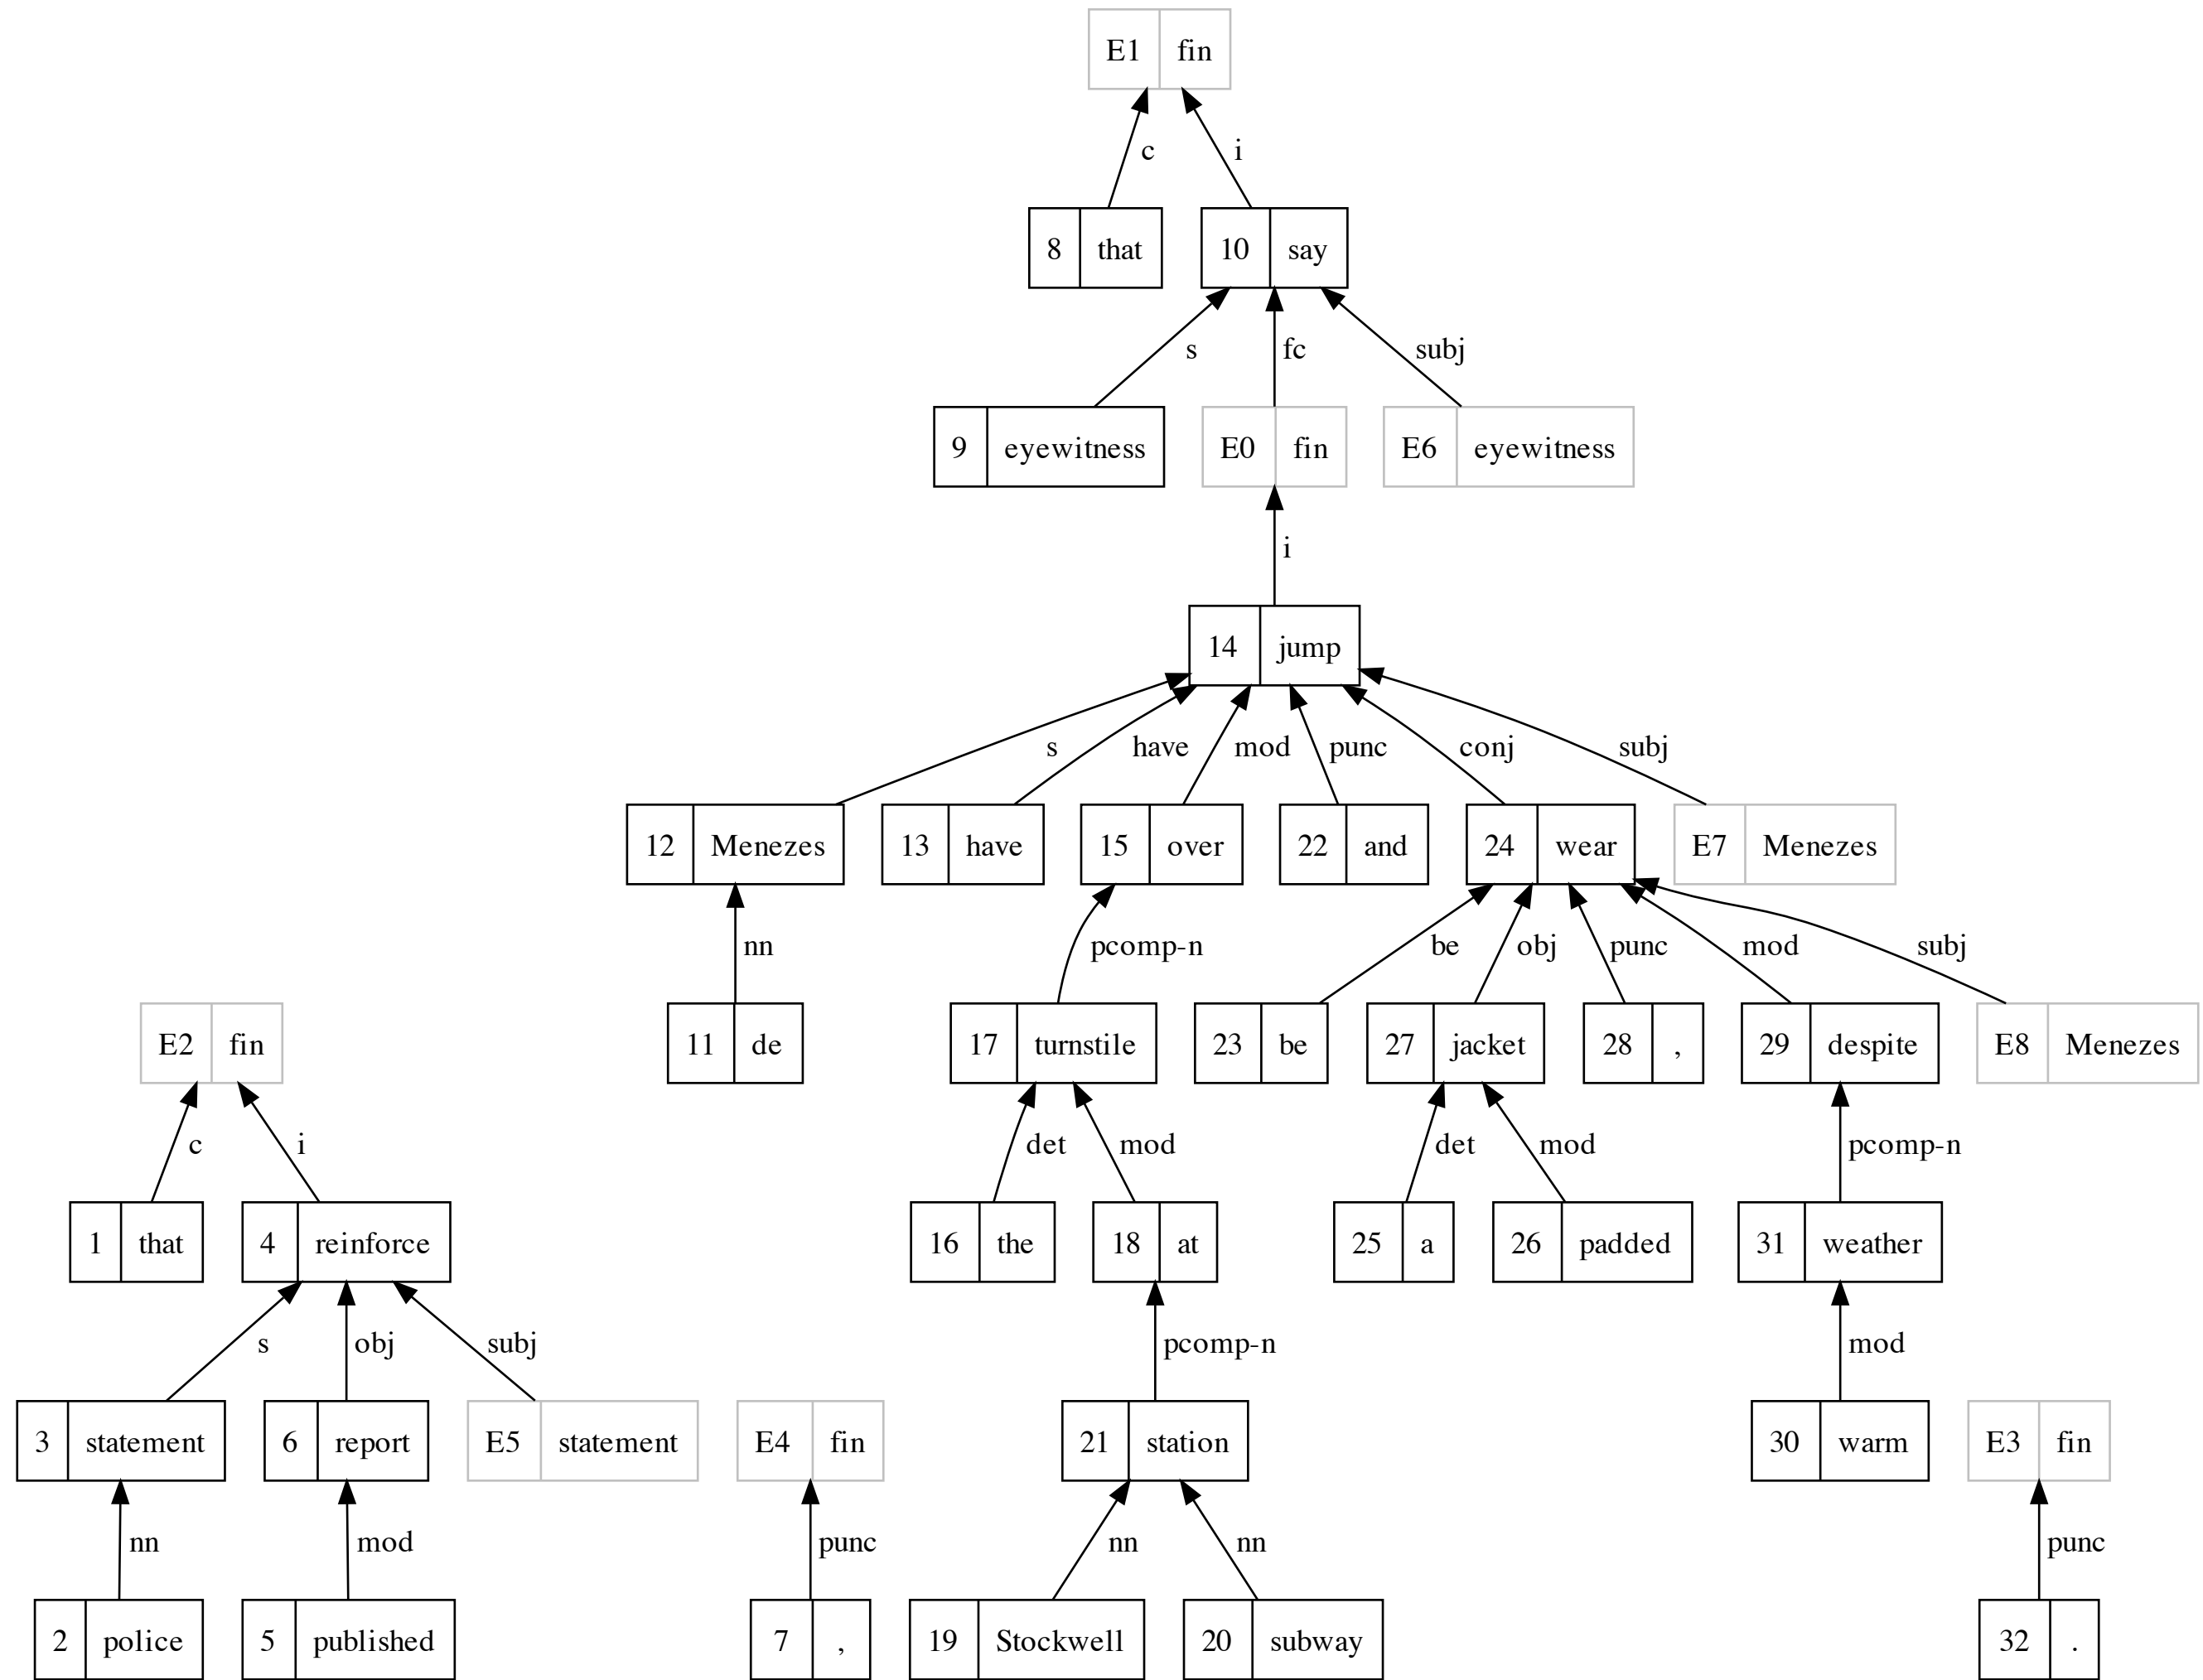 E1 fin
c i
8 that 10 say
s fc subj
9 eyewitness E0 fin E6 eyewitness
i
14 jump
s have mod punc conj subj
12 Menezes 13 have 15 over 22 and 24 wear E7 Menezes
nn pcomp-n be obj punc mod subj
E2 fin 11 de 17 turnstile 23 be 27 jacket 28 , 29 despite E8 Menezes
c i det mod det mod pcomp-n
1 that 4 reinforce 16 the 18 at 25 a 26 padded 31 weather
s obj subj pcomp-n mod
3 statement 6 report E5 statement E4 fin 21 station 30 warm E3 fin
nn mod punc nn nn punc
2 police 5 published 7 , 19 Stockwell 20 subway 32 .